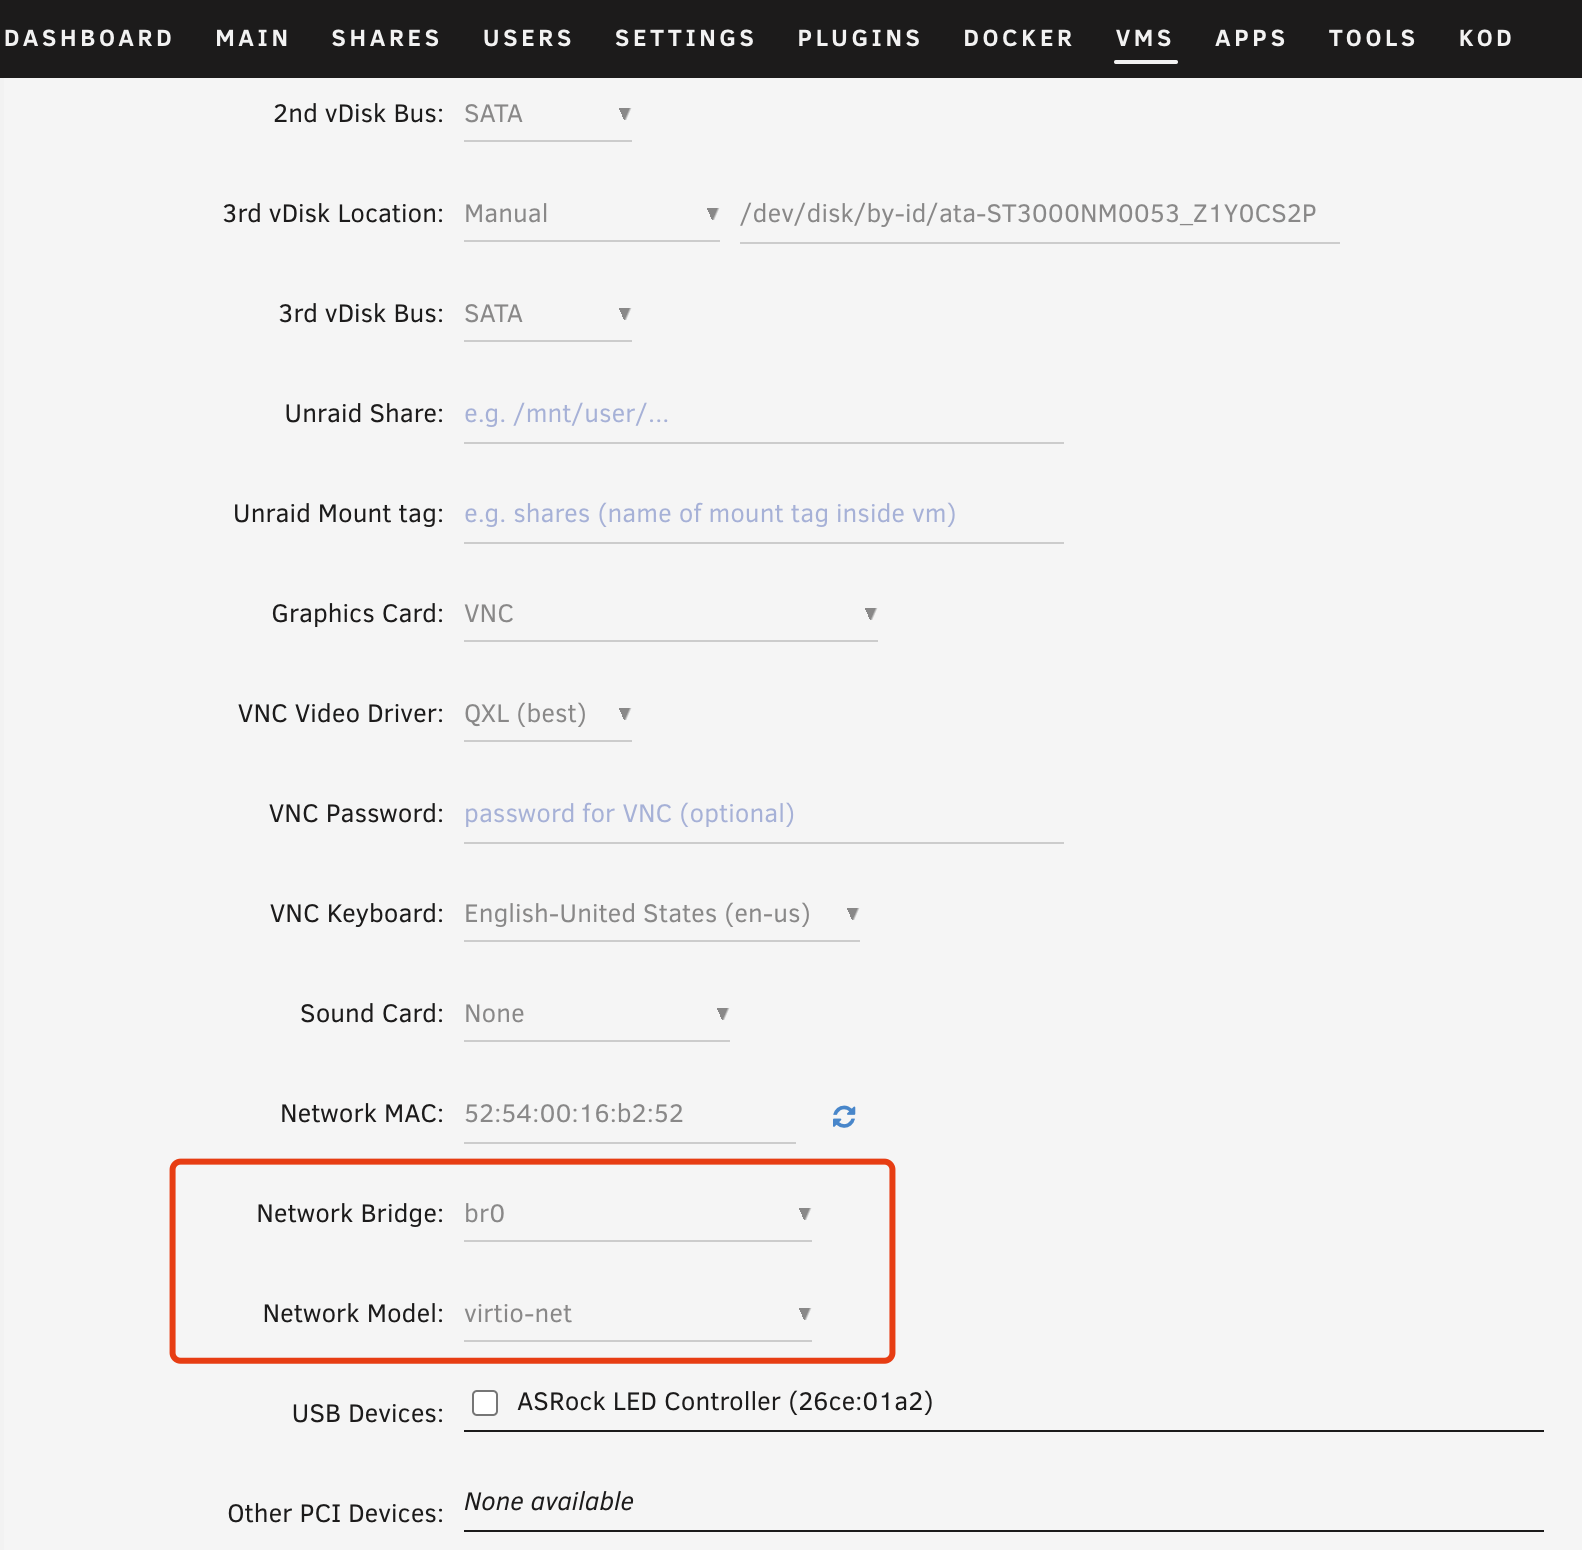 DASHBOARD MAIN SHARES USERS SETTINGS PLUGINS DOCKER VMS APPS TOOLS KOD
2nd vDisk Bus: SATA
3rd vDisk Location: Manual /dev/disk/by-id/ata-ST3000NM0053_Z1Y0CS2P
3rd vDisk Bus: SATA
Unraid Share: e.g. /mnt/user/...
Unraid Mount tag: e.g. shares (name of mount tag inside vm)
Graphics Card: VNC
VNC Video Driver: QXL (best)
VNC Password: password for VNC (optional)
VNC Keyboard: English-United States (en-us)
Sound Card: None
Network MAC: 52:54:00:16:b2:52
Network Bridge: br0
Network Model: virtio-net
USB Devices: ASRock LED Controller (26ce:01a2)
Other PCI Devices: None available